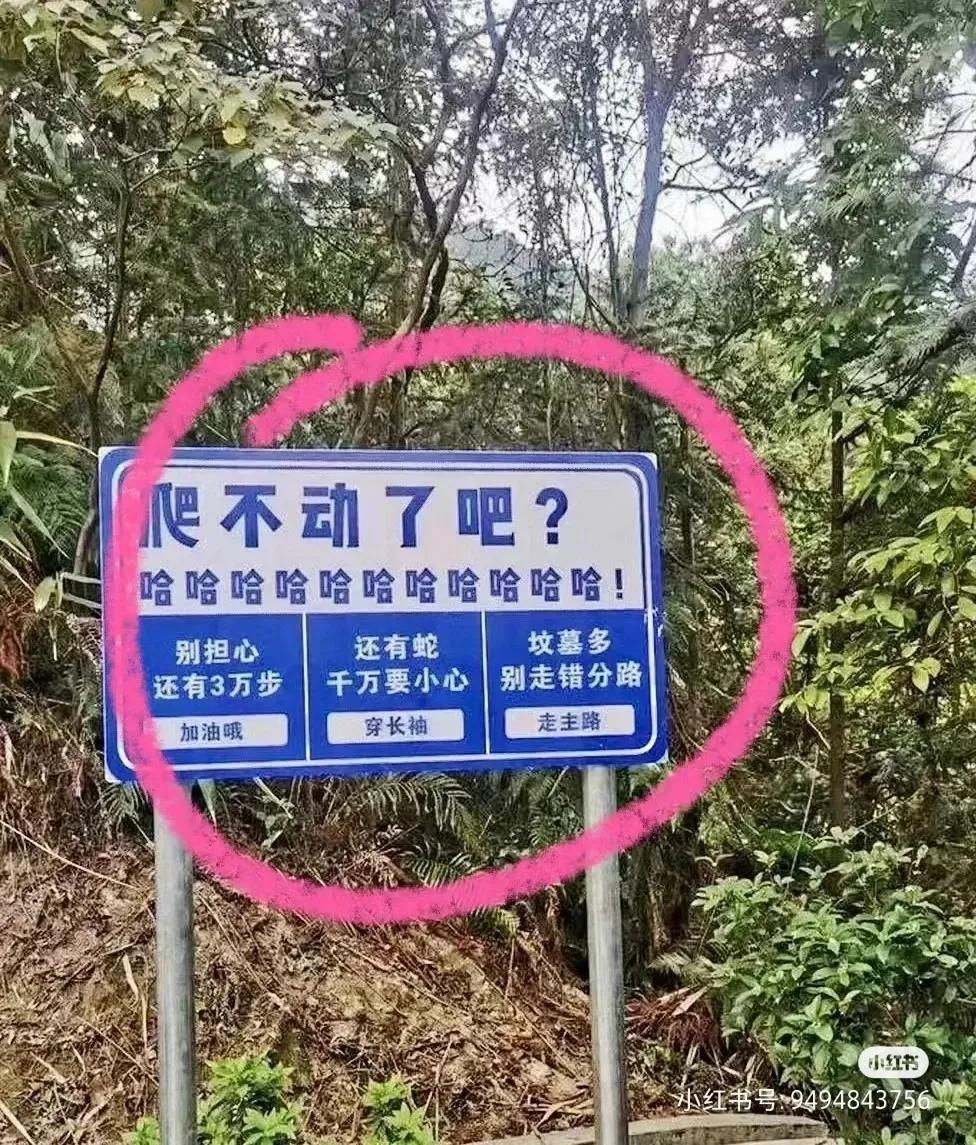 爬不动了吧？
哈哈哈哈哈哈哈哈哈哈哈！
别担心
还有3万步
加油哦
还有蛇
千万要小心
穿长袖
坟墓多
别走错分路
走主路
小红书
小红书号: 9494843756